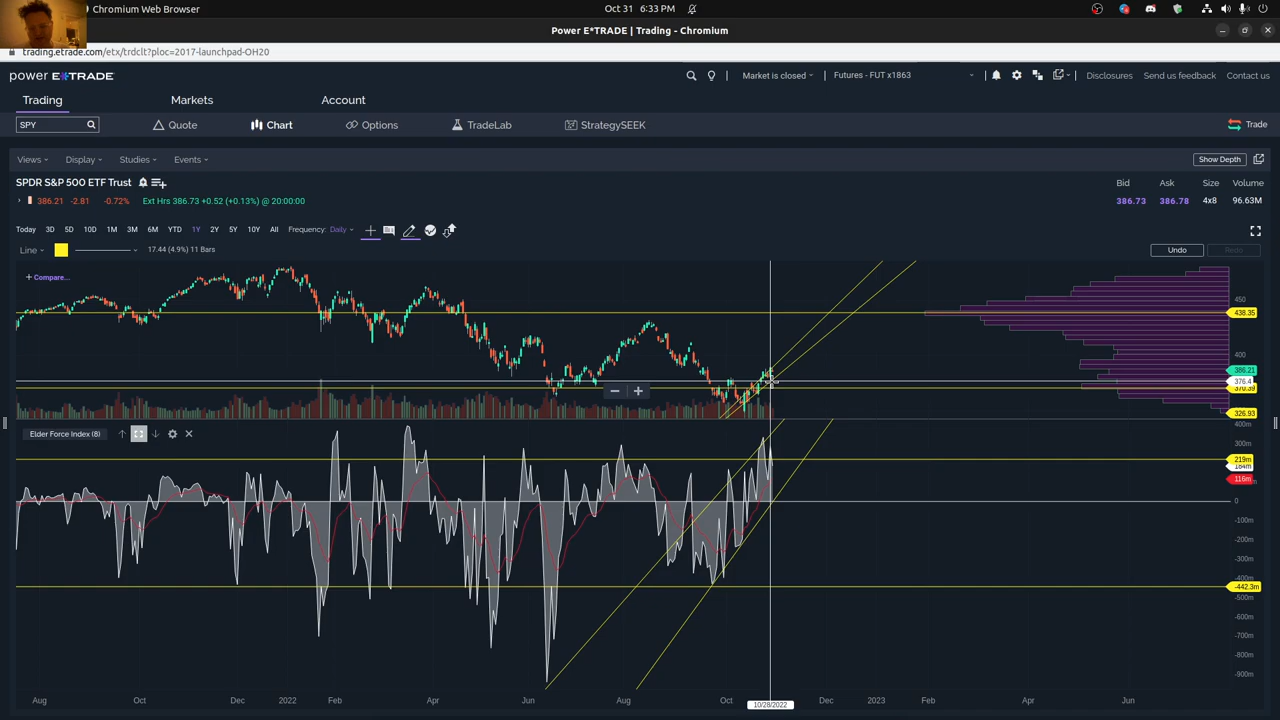 Chromium Web Browser
Oct 31 6:33 PM
Power E*TRADE | Trading - Chromium
trading.etrade.com/etx/trdclt?ploc=2017-launchpad-OH20
power E*TRADE
Market is closed
Futures - FUT x1863
Disclosures Send us feedback Contact us
Trading Markets Account
SPY
Quote Chart Options TradeLab StrategySEEK
Trade
Views Display Studies Events
Show Depth
SPDR S&P 500 ETF Trust
Bid Ask Size Volume
386.21 -2.81 -0.72% Ext Hrs 386.73 +0.52 (+0.13%) @ 20:00:00
386.73 386.78 4x8 96.63M
Today 3D 5D 10D 1M 3M 6M YTD 1Y 2Y 5Y 10Y All Frequency: Daily
Line 17.44 (4.9%) 11 Bars
Undo Redo
+ Compare...
450
438.35
400
386.21
376.4
370.39
326.93
Elder Force Index (8)
400m
300m
219m
184m
116m
0
-100m
-200m
-300m
-400m
-442.3m
-500m
-600m
-700m
-800m
-900m
Aug Oct Dec 2022 Feb Apr Jun Aug Oct Dec 2023 Feb Apr Jun
10/28/2022